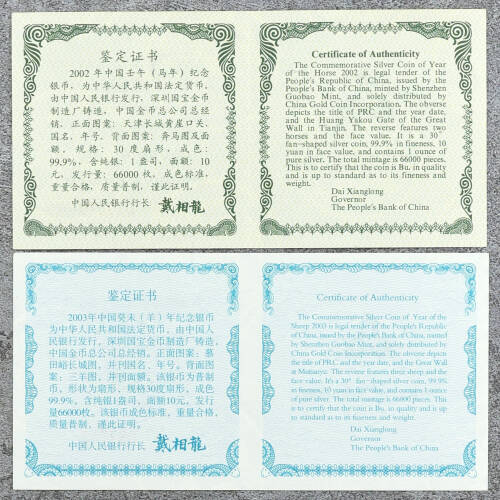 鉴定证书
2002年中国壬午（马年）纪念
银币，为中华人民共和国法定货币，
由中国人民银行发行，深圳国宝金币
制造厂铸造，中国金币总公司总经
销。正面图案：天津长城黄崖口关、
国名、年号。背面图案：奔马图及面
额，规格：30度扇形，成色：
99.9%，含纯银：1盎司，面额：10
元，发行量：66000枚。成色标准，
重量合格，质量普制，谨此证明。
中国人民银行行长 戴相龍
Certificate of Authenticity
The Commemorative Silver Coin of Year
of the Horse 2002 is legal tender of the
People's Republic of China, issued by the
People's Bank of China, minted by Shenzhen
Guobao Mint, and solely distributed by
China Gold Coin Incorporation. The obverse
depicts the title of PRC and the year date,
and the Huang Yukou Gate of the Great
Wall in Tianjin. The reverse features two
horses and the face value. It is a 30°
fan-shaped silver coin, 99.9% in fineness, 10
yuan in face value, and contains 1 ounce of
pure silver. The total mintage is 66000 pieces.
This is to certify that the coin is Bu, in quality
and is up to standard as to its fineness and
weight.
Dai Xianglong
Governor
The People's Bank of China
鉴定证书
2003年中国癸未（羊）年纪念银币
为中华人民共和国法定货币，由中国人
民银行发行，深圳国宝金币制造厂铸造，
中国金币总公司总经销。正面图案：慕
田峪长城图，并刊国名、年号。背面图
案：三羊图，并刊面额。该银币为普制
币，形状为扇形，规格30度扇形，成色
99.9%，含纯银1盎司，面额10元，发行
量66000枚。该银币成色标准，重量合格，
质量普制，谨此证明。
中国人民银行行长 戴相龍
Certificate of Authenticity
The Commemorative Silver Coin of Year of the
Sheep 2003 is legal tender of the People's Republic
of China, issued by the People's Bank of China,
minted by Shenzhen Guobao Mint, and solely distributed by
China Gold Coin Incorporation. The obverse depicts
the title of PRC and the year date, and the Great Wall
at Mutianyu. The reverse features three sheep and the
face value. It's a 30° fan-shaped silver coin, 99.9%
in fineness, 10 yuan in face value, and contains 1 ounce
of pure silver. The total mintage is 66000 pieces. This is
to certify that the coin is Bu, in quality and is up to
standard as to its fineness and weight.
Dai Xianglong
Governor
The People's Bank of China